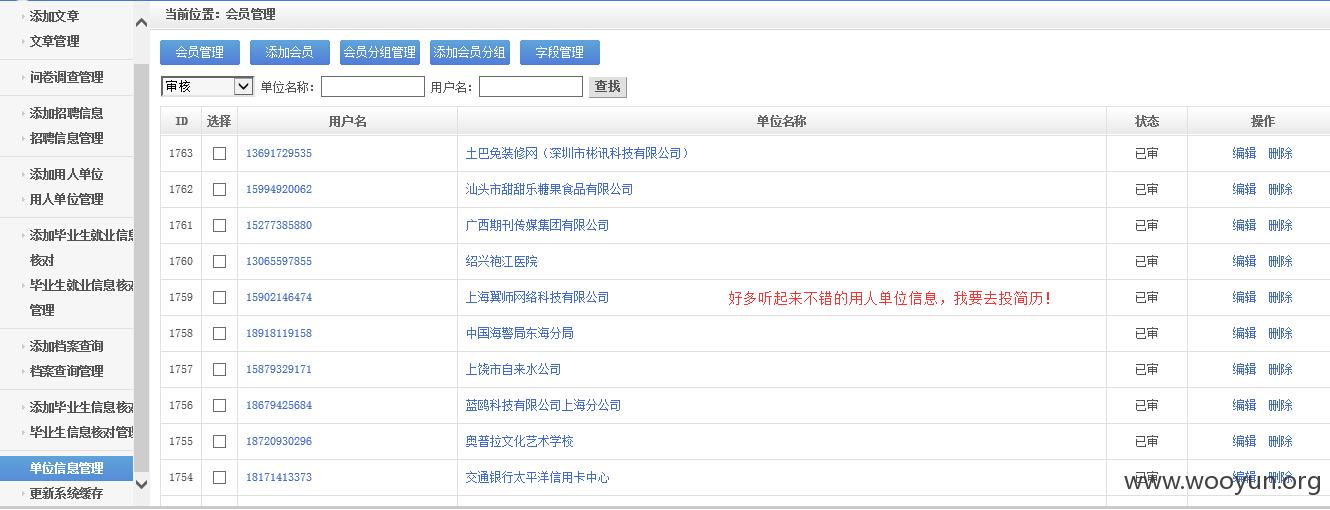 添加文章
文章管理
问卷调查管理
添加招聘信息
招聘信息管理
添加用人单位
用人单位管理
添加毕业生就业信息
核对
毕业生就业信息核对
管理
添加档案查询
档案查询管理
添加毕业生信息核对
毕业生信息核对管理
单位信息管理
更新系统缓存
当前位置：会员管理
会员管理 添加会员 会员分组管理 添加会员分组 字段管理
审核 单位名称： 用户名： 查找
ID 选择 用户名 单位名称 状态 操作
1763 13691729535 土巴兔装修网（深圳市彬讯科技有限公司） 已审 编辑 删除
1762 15994920062 汕头市甜甜乐糖果食品有限公司 已审 编辑 删除
1761 15277385880 广西期刊传媒集团有限公司 已审 编辑 删除
1760 13065597855 绍兴袍江医院 已审 编辑 删除
1759 15902146474 上海翼师网络科技有限公司 好多听起来不错的用人单位信息，我要去投简历！ 已审 编辑 删除
1758 18918119158 中国海警局东海分局 已审 编辑 删除
1757 15879329171 上饶市自来水公司 已审 编辑 删除
1756 18679425684 蓝鸥科技有限公司上海分公司 已审 编辑 删除
1755 18720930296 奥普拉文化艺术学校 已审 编辑 删除
1754 18171413373 交通银行太平洋信用卡中心 已审 编辑 删除
www.wooyun.org